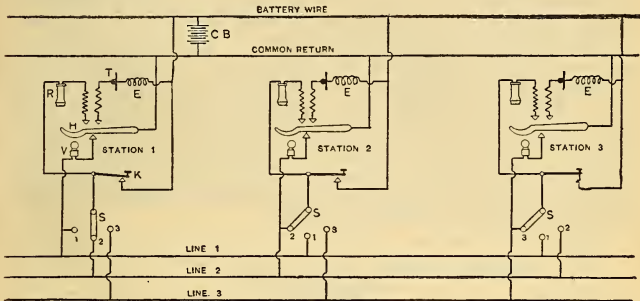 BATTERY WIRE
C B
COMMON RETURN
T
R E E E
H
V STATION 1 STATION 2 STATION 3
K
S S S
1 2 3 2 1 3 3 1 2
LINE 1
LINE 2
LINE. 3